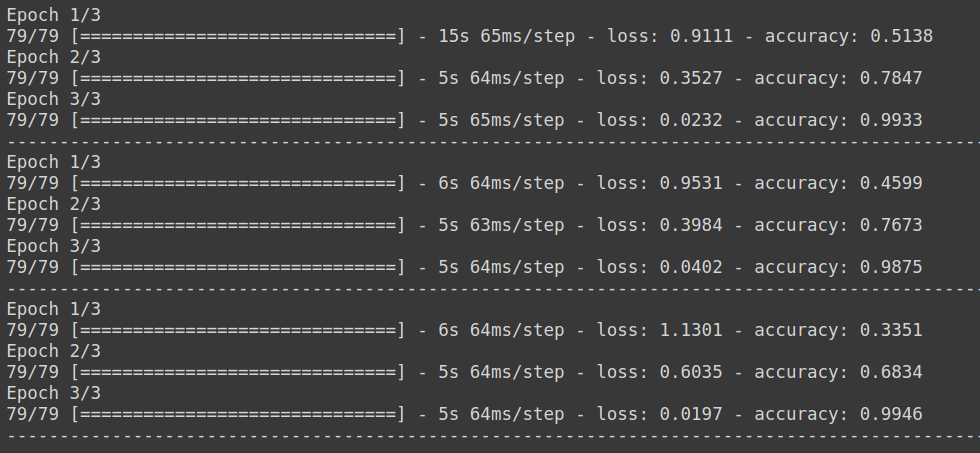 Epoch 1/3
79/79 [==============================] - 15s 65ms/step - loss: 0.9111 - accuracy: 0.5138
Epoch 2/3
79/79 [==============================] - 5s 64ms/step - loss: 0.3527 - accuracy: 0.7847
Epoch 3/3
79/79 [==============================] - 5s 65ms/step - loss: 0.0232 - accuracy: 0.9933
--------------------------------------------------------------------------------------------
Epoch 1/3
79/79 [==============================] - 6s 64ms/step - loss: 0.9531 - accuracy: 0.4599
Epoch 2/3
79/79 [==============================] - 5s 63ms/step - loss: 0.3984 - accuracy: 0.7673
Epoch 3/3
79/79 [==============================] - 5s 64ms/step - loss: 0.0402 - accuracy: 0.9875
--------------------------------------------------------------------------------------------
Epoch 1/3
79/79 [==============================] - 6s 64ms/step - loss: 1.1301 - accuracy: 0.3351
Epoch 2/3
79/79 [==============================] - 5s 64ms/step - loss: 0.6035 - accuracy: 0.6834
Epoch 3/3
79/79 [==============================] - 5s 64ms/step - loss: 0.0197 - accuracy: 0.9946
--------------------------------------------------------------------------------------------